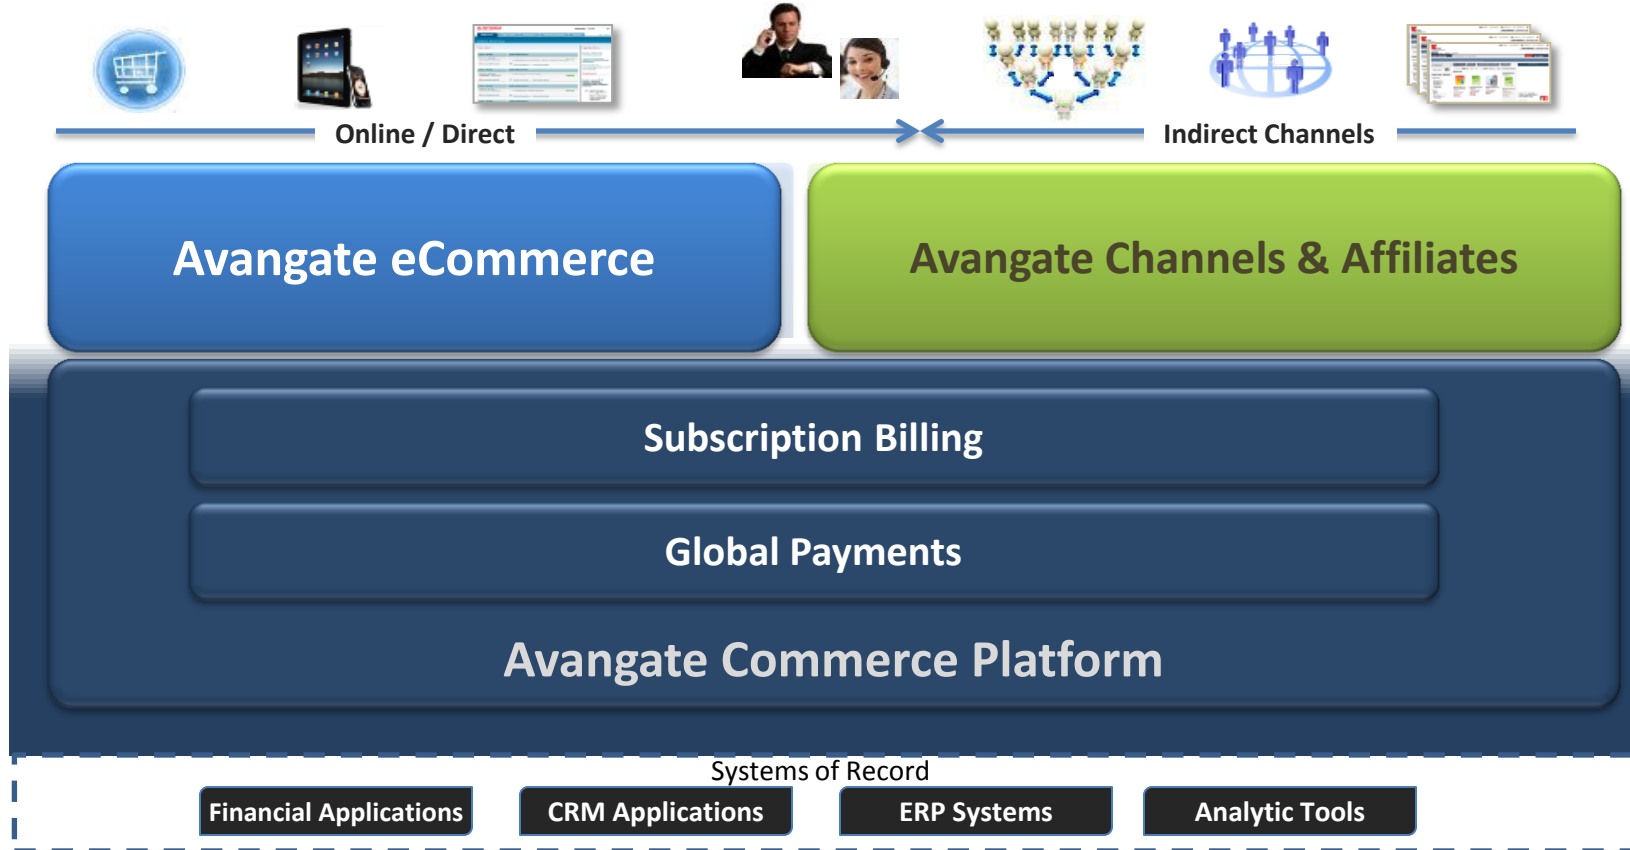 Online / Direct
Indirect Channels
Avangate eCommerce
Avangate Channels & Affiliates
Subscription Billing
Global Payments
Avangate Commerce Platform
Systems of Record
Financial Applications
CRM Applications
ERP Systems
Analytic Tools